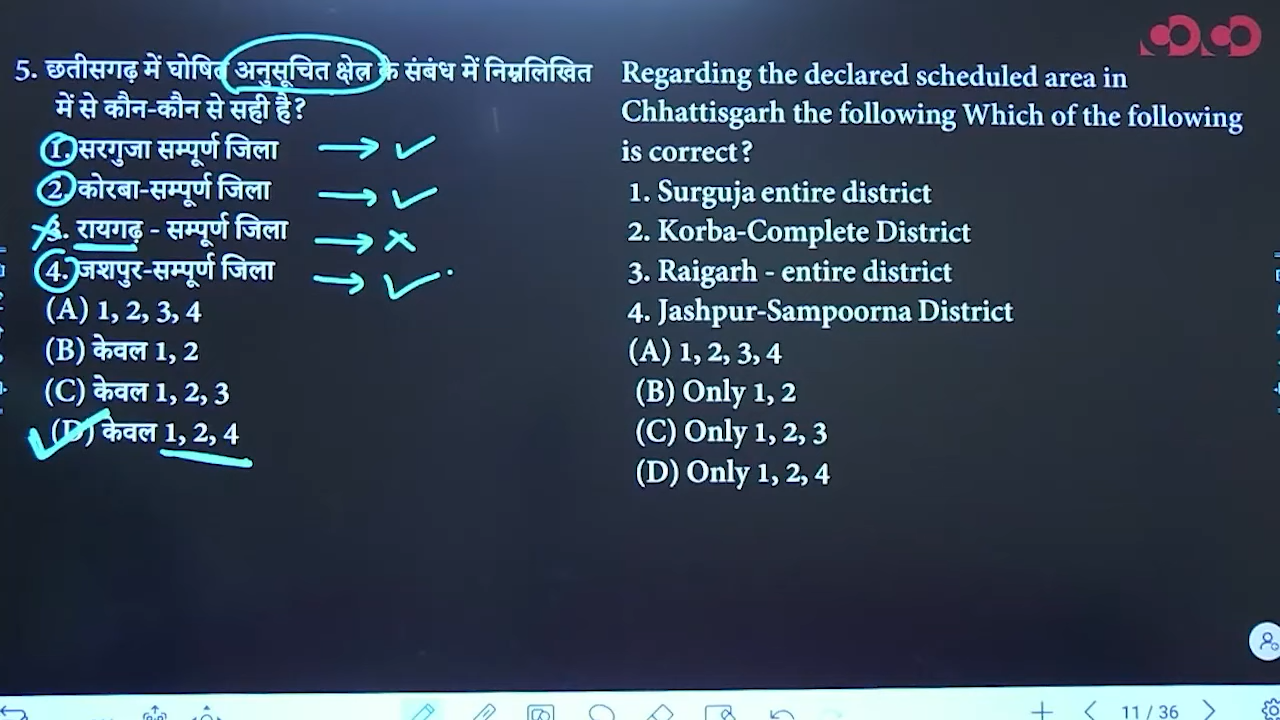 5. छतीसगढ़ में घोषित अनुसूचित क्षेत्र के संबंध में निम्नलिखित
में से कौन-कौन से सही है?
1. सरगुजा सम्पूर्ण जिला
2. कोरबा-सम्पूर्ण जिला
3. रायगढ़ - सम्पूर्ण जिला
4. जशपुर-सम्पूर्ण जिला
(A) 1, 2, 3, 4
(B) केवल 1, 2
(C) केवल 1, 2, 3
(D) केवल 1, 2, 4
Regarding the declared scheduled area in
Chhattisgarh the following Which of the following
is correct?
1. Surguja entire district
2. Korba-Complete District
3. Raigarh - entire district
4. Jashpur-Sampoorna District
(A) 1, 2, 3, 4
(B) Only 1, 2
(C) Only 1, 2, 3
(D) Only 1, 2, 4
11 / 36